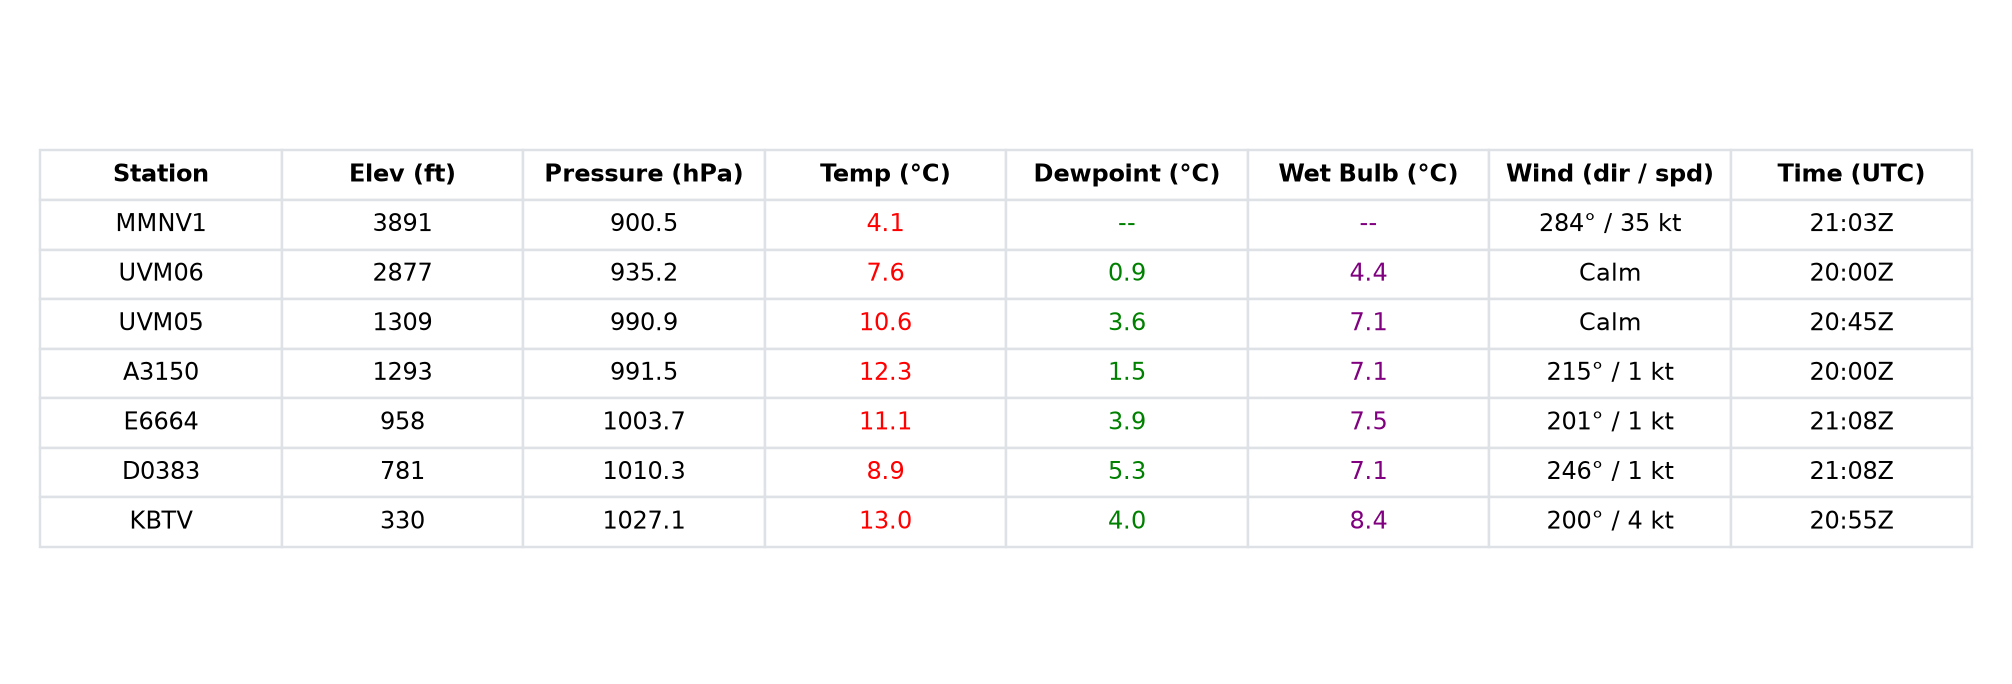 Station Elev (ft) Pressure (hPa) Temp (°C) Dewpoint (°C) Wet Bulb (°C) Wind (dir / spd) Time (UTC)
MMNV1 3891 900.5 4.1 -- -- 284° / 35 kt 21:03Z
UVM06 2877 935.2 7.6 0.9 4.4 Calm 20:00Z
UVM05 1309 990.9 10.6 3.6 7.1 Calm 20:45Z
A3150 1293 991.5 12.3 1.5 7.1 215° / 1 kt 20:00Z
E6664 958 1003.7 11.1 3.9 7.5 201° / 1 kt 21:08Z
D0383 781 1010.3 8.9 5.3 7.1 246° / 1 kt 21:08Z
KBTV 330 1027.1 13.0 4.0 8.4 200° / 4 kt 20:55Z